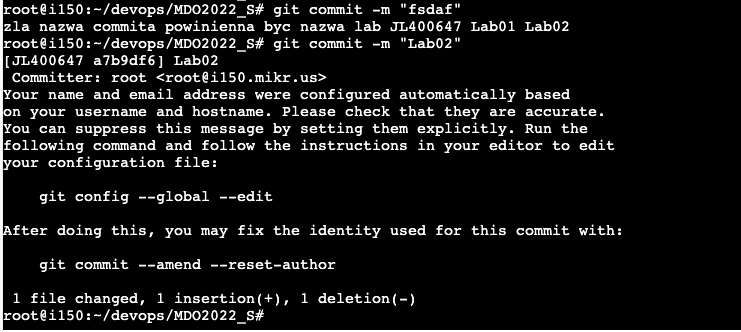 root@i150:~/devops/MDO2022_S# git commit -m "fsdaf"
zla nazwa commita powinienna byc nazwa lab JL400647 Lab01 Lab02
root@i150:~/devops/MDO2022_S# git commit -m "Lab02"
[JL400647 a7b9df6] Lab02
 Committer: root <root@i150.mikr.us>
Your name and email address were configured automatically based
on your username and hostname. Please check that they are accurate.
You can suppress this message by setting them explicitly. Run the
following command and follow the instructions in your editor to edit
your configuration file:

    git config --global --edit

After doing this, you may fix the identity used for this commit with:

    git commit --amend --reset-author

 1 file changed, 1 insertion(+), 1 deletion(-)
root@i150:~/devops/MDO2022_S#